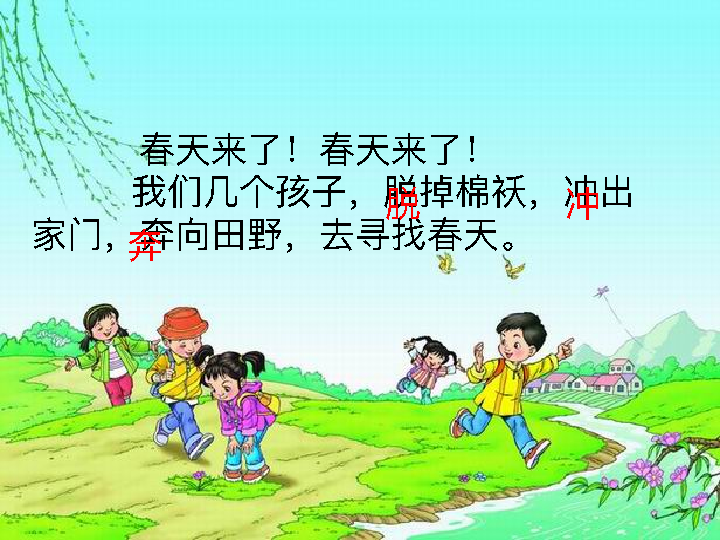 春天来了！春天来了！
我们几个孩子，脱掉棉袄，冲出
脱 冲
家门，奔向田野，去寻找春天。
奔